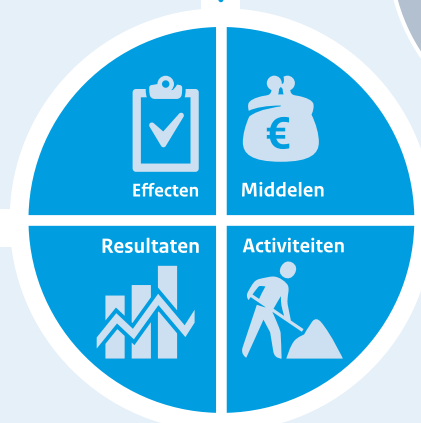 €
Effecten
Middelen
Resultaten
Activiteiten